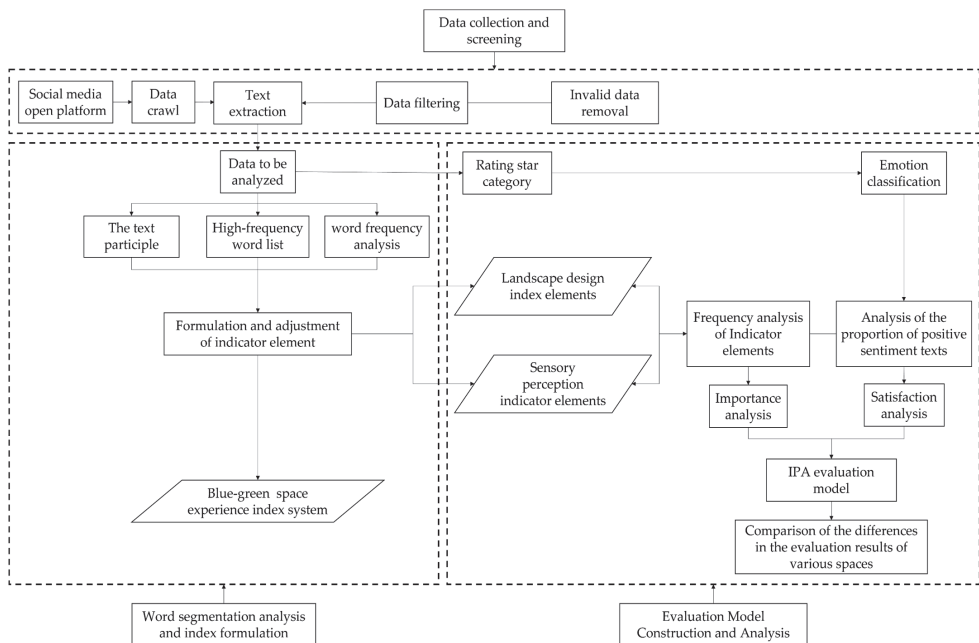 Data collection and
screening
Social media
open platform
Data
crawl
Text
extraction
Data filtering
Invalid data
removal
Data to be
analyzed
Rating star
category
Emotion
classification
The text
participle
High-frequency
word list
word frequency
analysis
Landscape design
index elements
Formulation and adjustment
of indicator element
Frequency analysis
of Indicator
elements
Analysis of the
proportion of positive
sentiment texts
Sensory
perception
indicator elements
Importance
analysis
Satisfaction
analysis
IPA evaluation
model
Blue-green space
experience index system
Comparison of the differences
in the evaluation results of
various spaces
Word segmentation analysis
and index formulation
Evaluation Model
Construction and Analysis